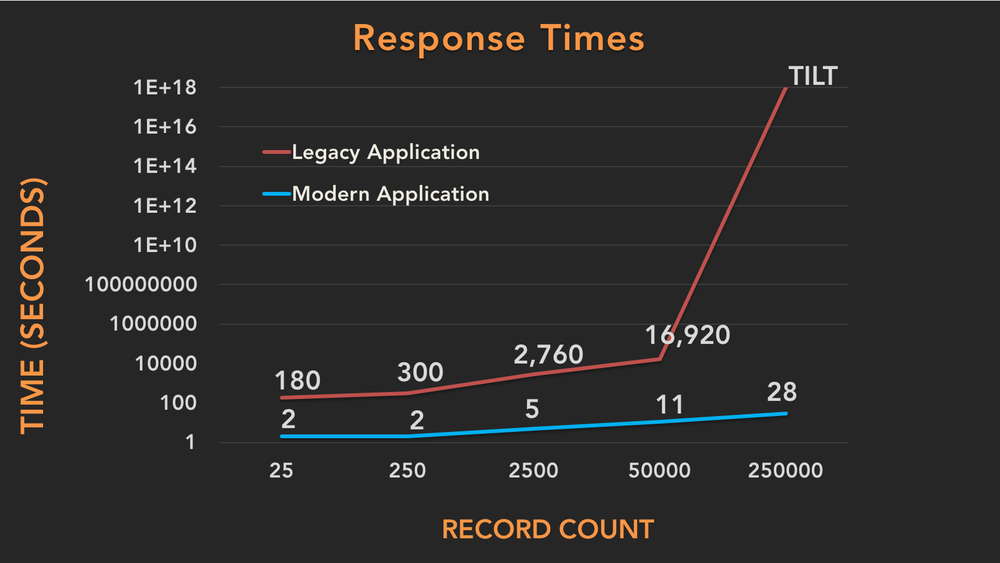 Response Times
TIME (SECONDS)
1E+18
1E+16
1E+14
1E+12
1E+10
100000000
1000000
10000
100
1
Legacy Application
Modern Application
TILT
180
300
2,760
16,920
2
2
5
11
28
25
250
2500
50000
250000
RECORD COUNT